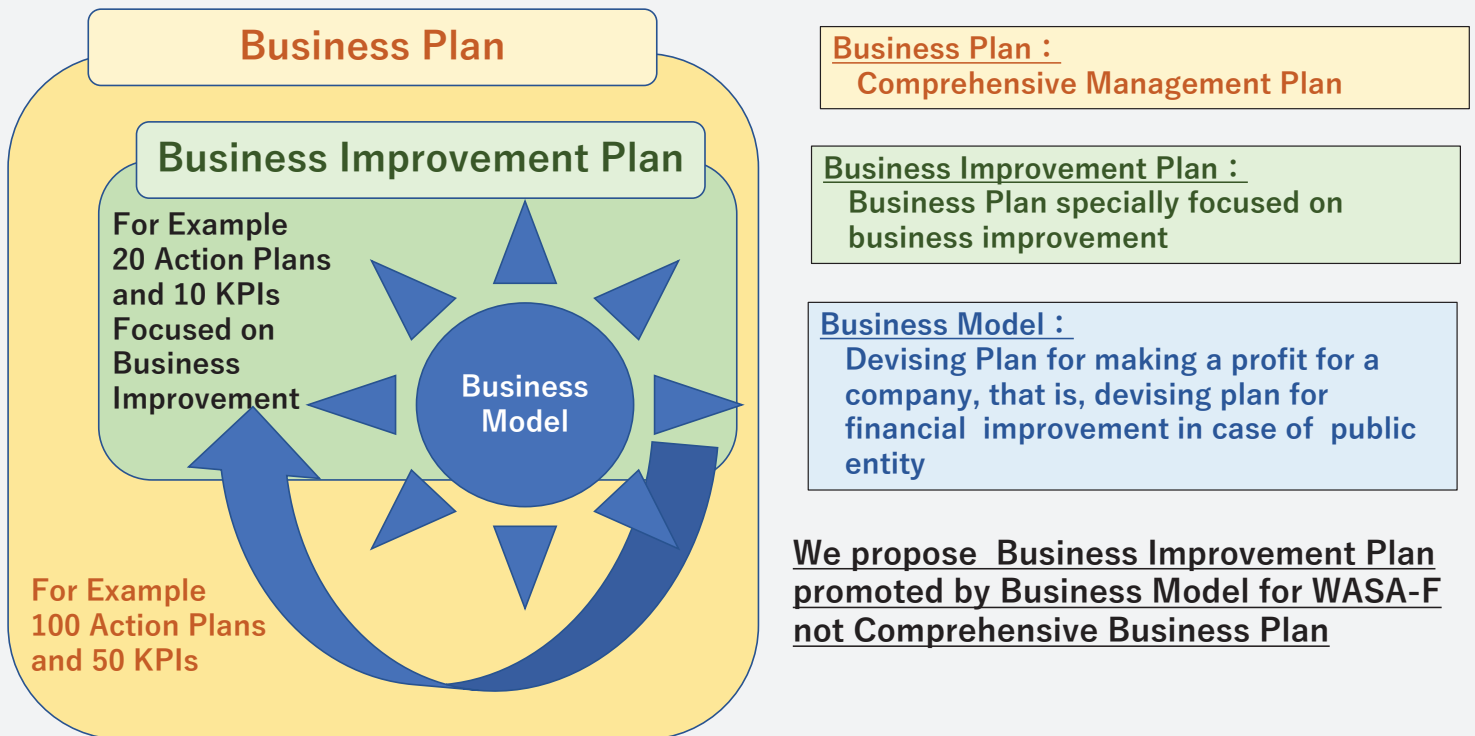 Business Plan
Business Improvement Plan
For Example
20 Action Plans
and 10 KPIs
Focused on
Business
Improvement
Business
Model
For Example
100 Action Plans
and 50 KPIs
Business Plan：
Comprehensive Management Plan
Business Improvement Plan：
Business Plan specially focused on
business improvement
Business Model：
Devising Plan for making a profit for a
company, that is, devising plan for
financial improvement in case of public
entity
We propose Business Improvement Plan
promoted by Business Model for WASA-F
not Comprehensive Business Plan